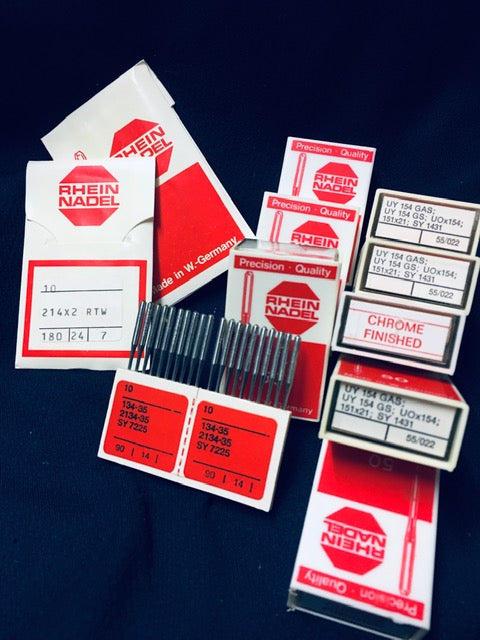 RHEIN
NADEL
Made in W.-Germany
RHEIN
NADEL
10
214X2 RTW
180 24 7
Precision · Quality
RHEIN
NADEL
Precision · Quality
RHEIN
Precision · Quality
RHEIN
NADEL
10
134-35
2134-35
SY 7225
90 14
10
134-35
2134-35
SY 7225
90 14
UY 154 GAS;
UY 154 GS; UOx154;
151x21; SY 1431
55/022
UY 154 GAS;
UY 154 GS; UOx154;
151x21; SY 1431
55/022
CHROME
FINISHED
50
UY 154 GAS;
UY 154 GS; UOx154;
151x21; SY 1431
55/022
50
RHEIN
NADEL
Precision · Quality